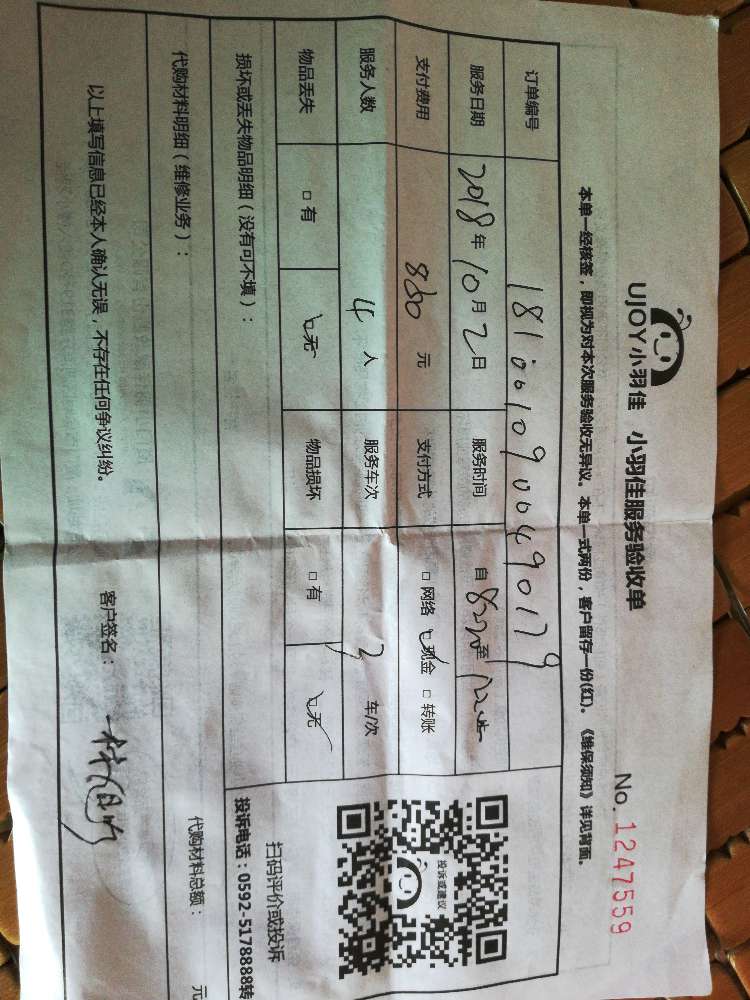 UJOY小羽佳 小羽佳服务验收单
No. 1247559
本单一经核签，即视为对本次服务验收无异议。本单一式两份，客户留存一份(红)。《维保须知》详见背面。
订单编号 1810010900490179
服务日期 2018年10月2日 服务时间 自 至
支付费用 800元 支付方式 □网络 □现金 □转账
服务人数 4人 服务车次 2 车/次
物品丢失 □有 □无 物品损坏 □有 □无
损坏或丢失物品明细（没有可不填）：
投诉或建议
扫码评价或投诉
投诉电话：0592-5178888转
代购材料明细（维修业务）： 代购材料总额： 元
以上填写信息已经本人确认无误，不存在任何争议纠纷。 客户签名：